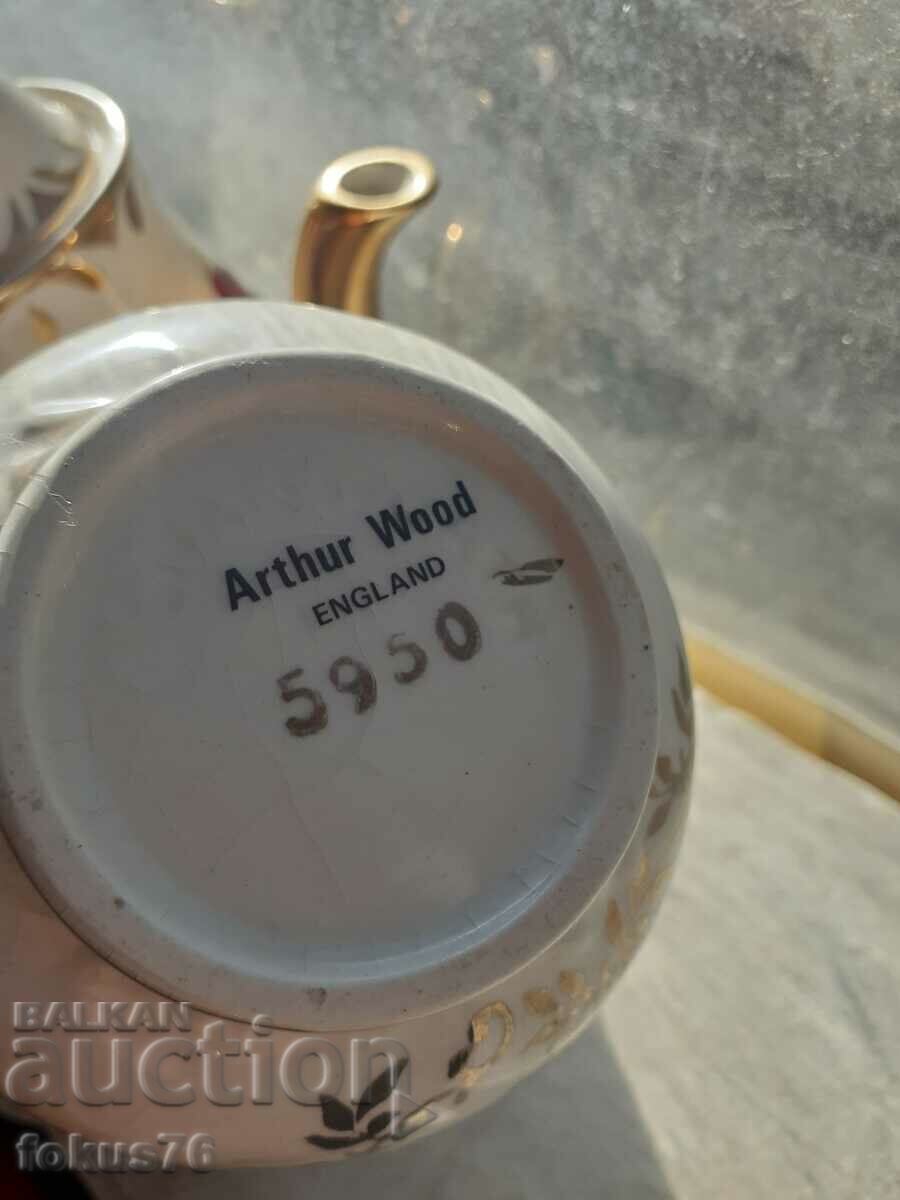 Arthur Wood
ENGLAND
5950
BALKAN
auction
fokus76